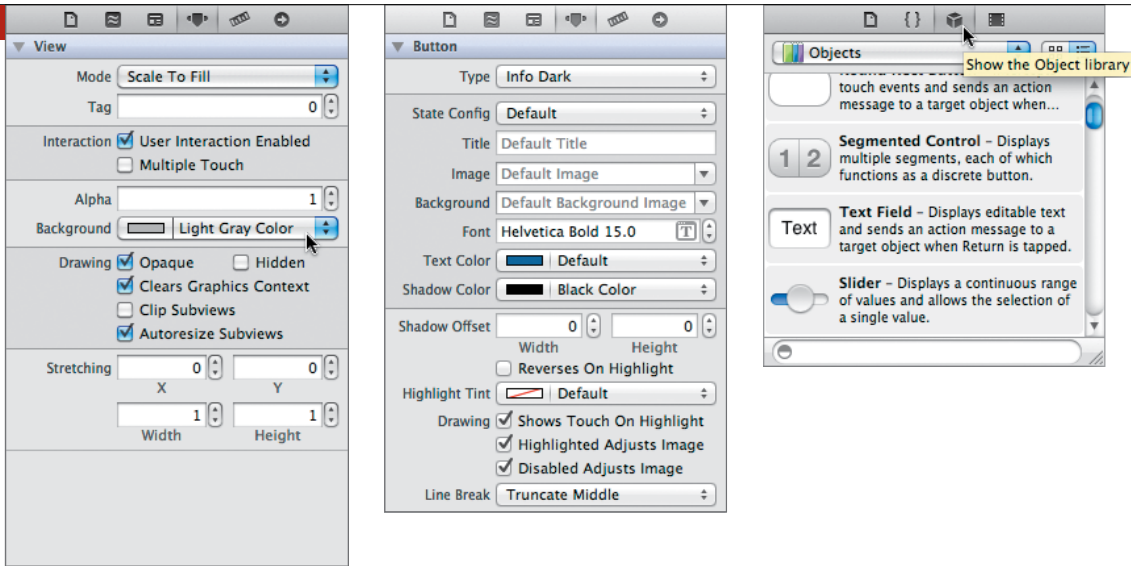 View
Mode Scale To Fill
Tag 0
Interaction User Interaction Enabled
Multiple Touch
Alpha 1
Background Light Gray Color
Drawing Opaque Hidden
Clears Graphics Context
Clip Subviews
Autoresize Subviews
Stretching 0 0
X Y
1 1
Width Height
Button
Type Info Dark
State Config Default
Title Default Title
Image Default Image
Background Default Background Image
Font Helvetica Bold 15.0 T
Text Color Default
Shadow Color Black Color
Shadow Offset 0 0
Width Height
Reverses On Highlight
Highlight Tint Default
Drawing Shows Touch On Highlight
Highlighted Adjusts Image
Disabled Adjusts Image
Line Break Truncate Middle
{ }
Objects
Show the Object library
touch events and sends an action
message to a target object when...
1 2
Segmented Control – Displays
multiple segments, each of which
functions as a discrete button.
Text
Text Field – Displays editable text
and sends an action message to a
target object when Return is tapped.
Slider – Displays a continuous range
of values and allows the selection of
a single value.